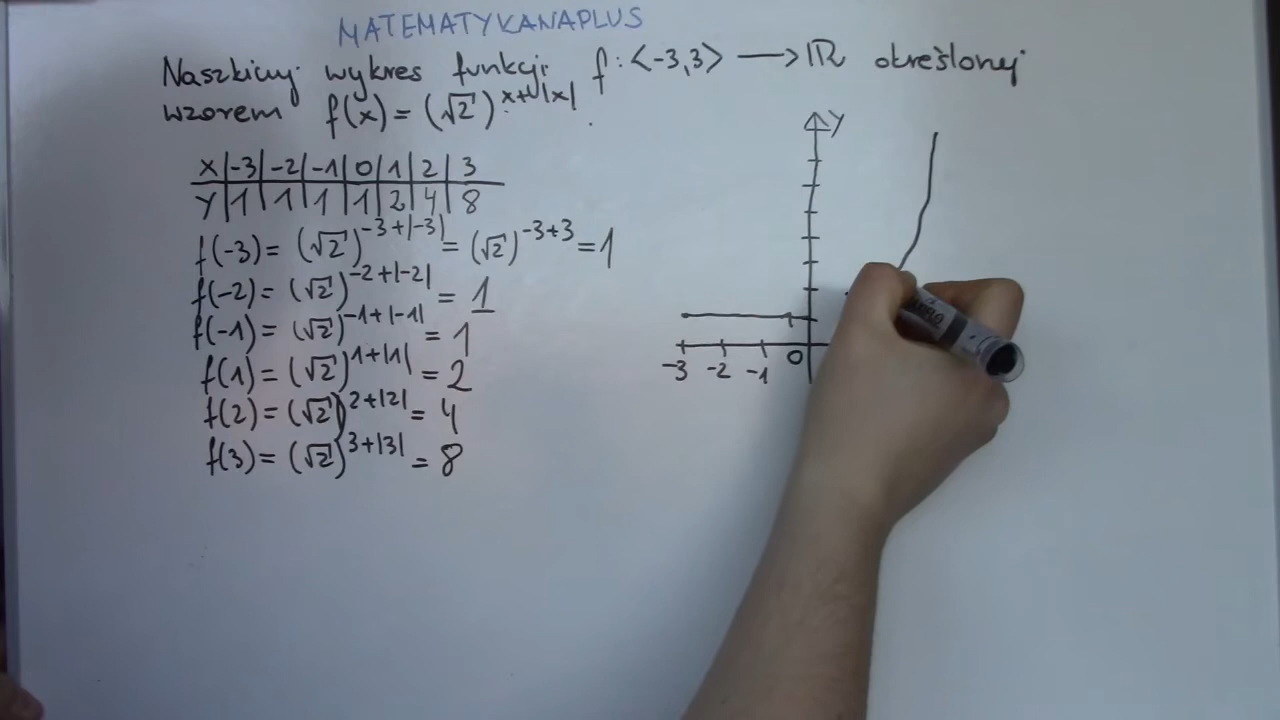 MATEMATYKANAPLUS
Naszkicuj wykres funkcji f:<-3,3> → ℝ określonej
wzorem f(x) = (√2)^x+|x|.
X|-3|-2|-1|0|1|2|3
Y|1|1|1|1|2|4|8
f(-3) = (√2)^-3+|-3| = (√2)^-3+3 = 1
f(-2) = (√2)^-2+|-2| = 1
f(-1) = (√2)^-1+|-1| = 1
f(1) = (√2)^1+|1| = 2
f(2) = (√2)^2+|2| = 4
f(3) = (√2)^3+|3| = 8
Y
1
-3 -2 -1 0